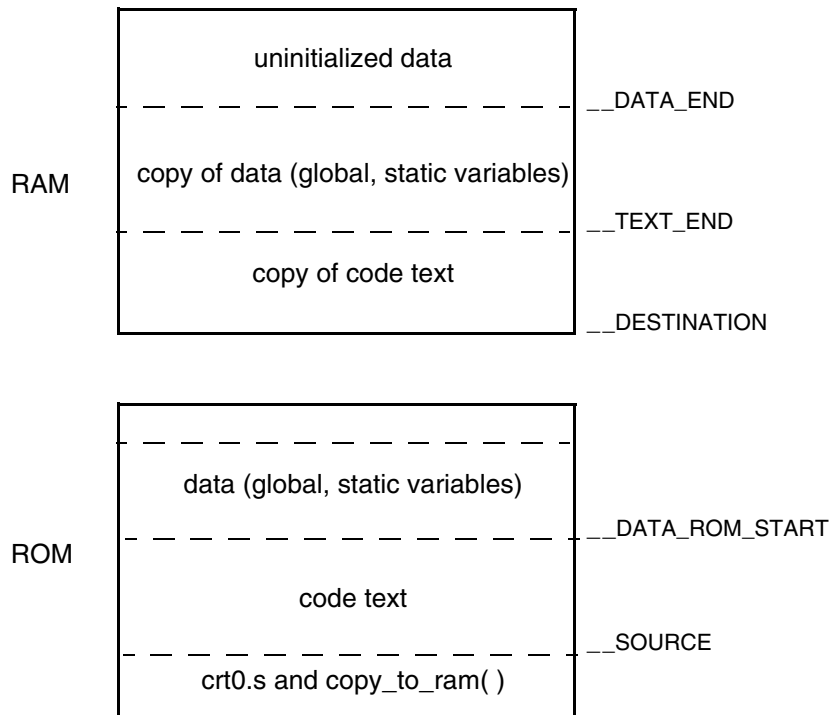 uninitialized data
__DATA_END
RAM
copy of data (global, static variables)
__TEXT_END
copy of code text
__DESTINATION
data (global, static variables)
__DATA_ROM_START
ROM
code text
__SOURCE
crt0.s and copy_to_ram( )